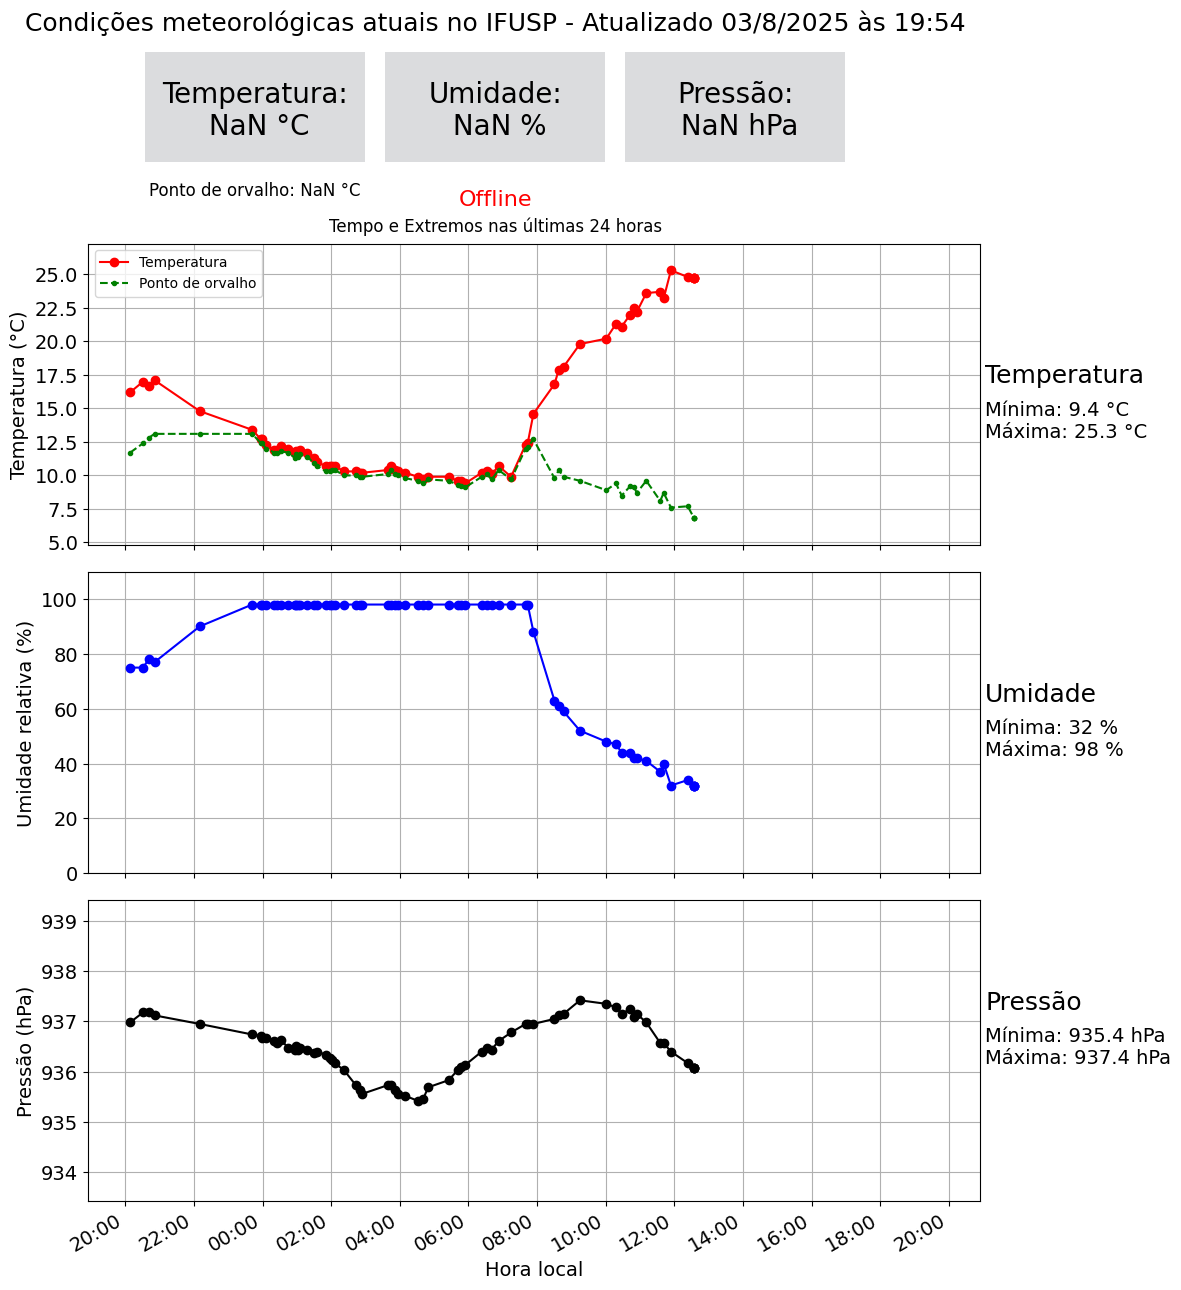 Condições meteorológicas atuais no IFUSP - Atualizado 03/8/2025 às 19:54
Temperatura:
NaN °C
Umidade:
NaN %
Pressão:
NaN hPa
Ponto de orvalho: NaN °C
Offline
Tempo e Extremos nas últimas 24 horas
Temperatura
Ponto de orvalho
Temperatura (°C)
25.0
22.5
20.0
17.5
15.0
12.5
10.0
7.5
5.0
Temperatura
Mínima: 9.4 °C
Máxima: 25.3 °C
Umidade relativa (%)
100
80
60
40
20
0
Umidade
Mínima: 32 %
Máxima: 98 %
Pressão (hPa)
939
938
937
936
935
934
Pressão
Mínima: 935.4 hPa
Máxima: 937.4 hPa
20:00
22:00
00:00
02:00
04:00
06:00
08:00
10:00
12:00
14:00
16:00
18:00
20:00
Hora local